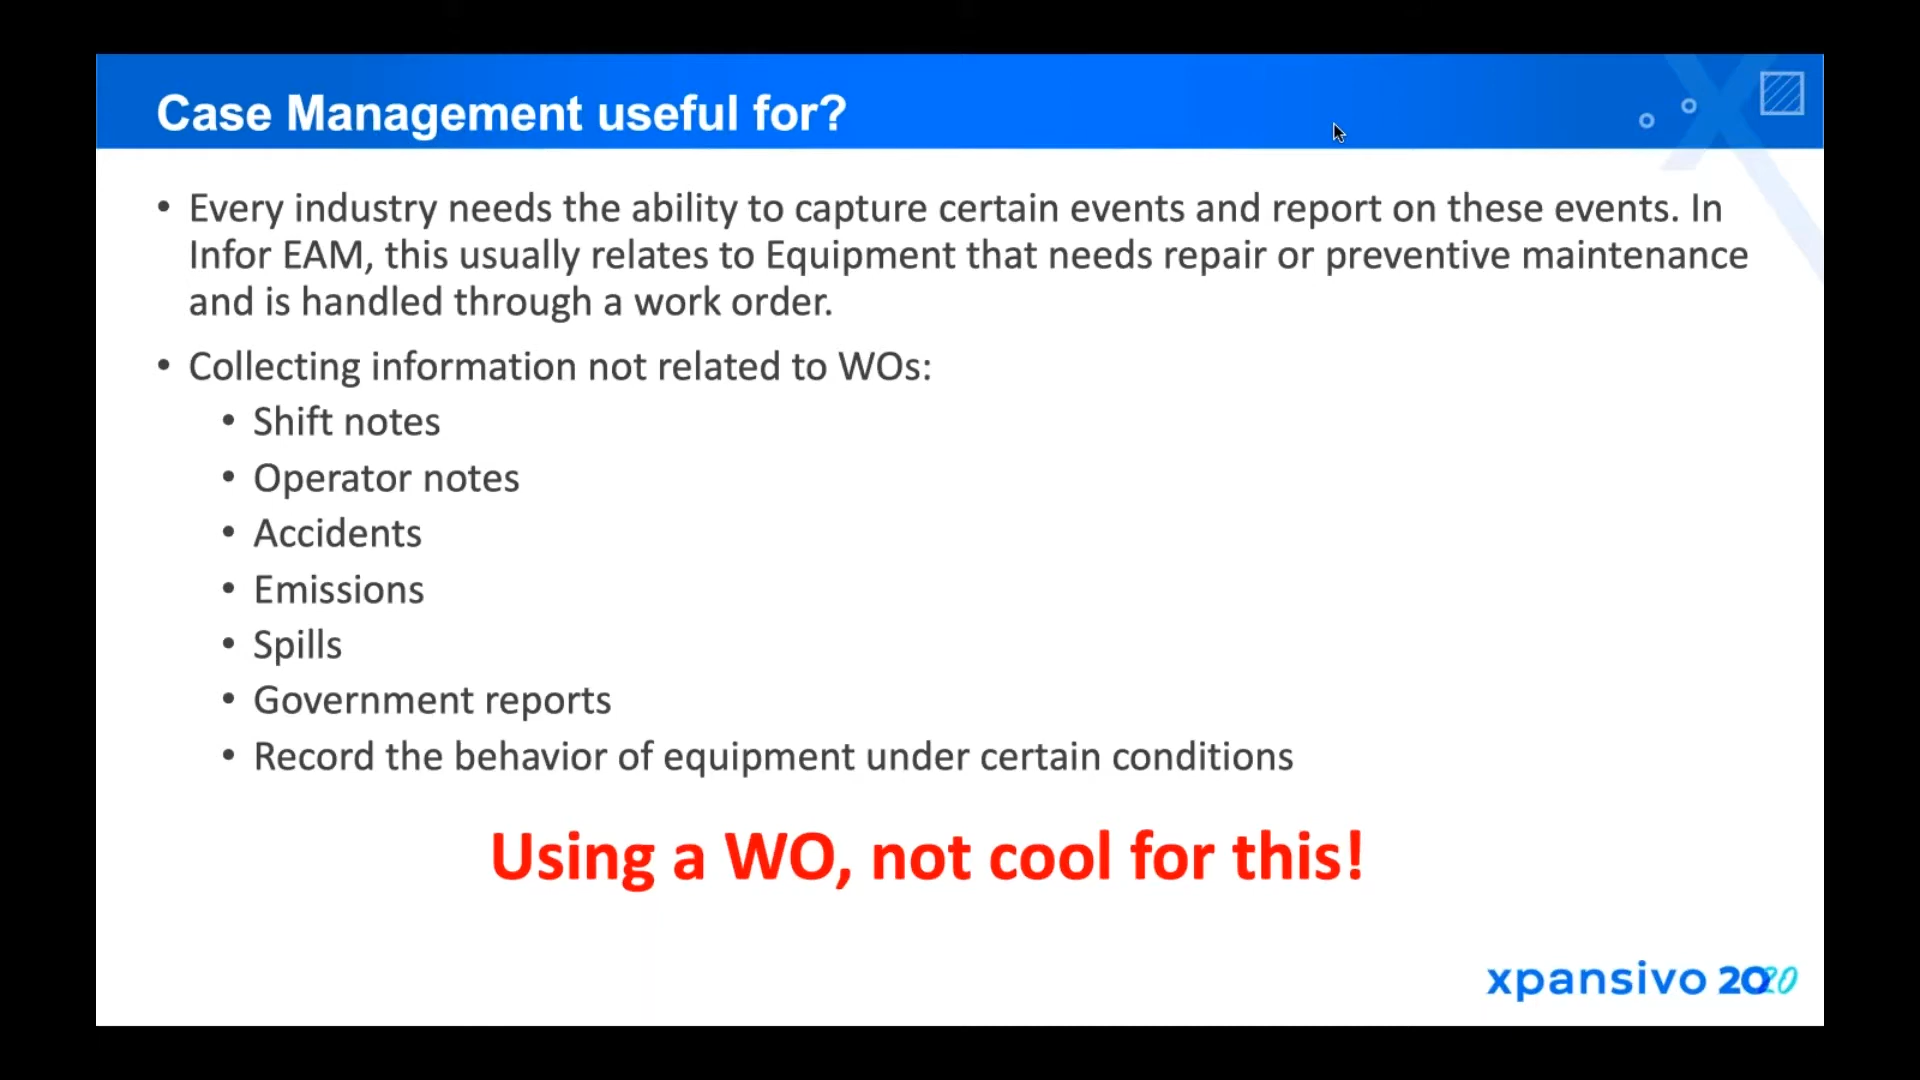 Case Management useful for?
• Every industry needs the ability to capture certain events and report on these events. In
Infor EAM, this usually relates to Equipment that needs repair or preventive maintenance
and is handled through a work order.
• Collecting information not related to WOs:
• Shift notes
• Operator notes
• Accidents
• Emissions
• Spills
• Government reports
• Record the behavior of equipment under certain conditions
Using a WO, not cool for this!
xpansivo 2020